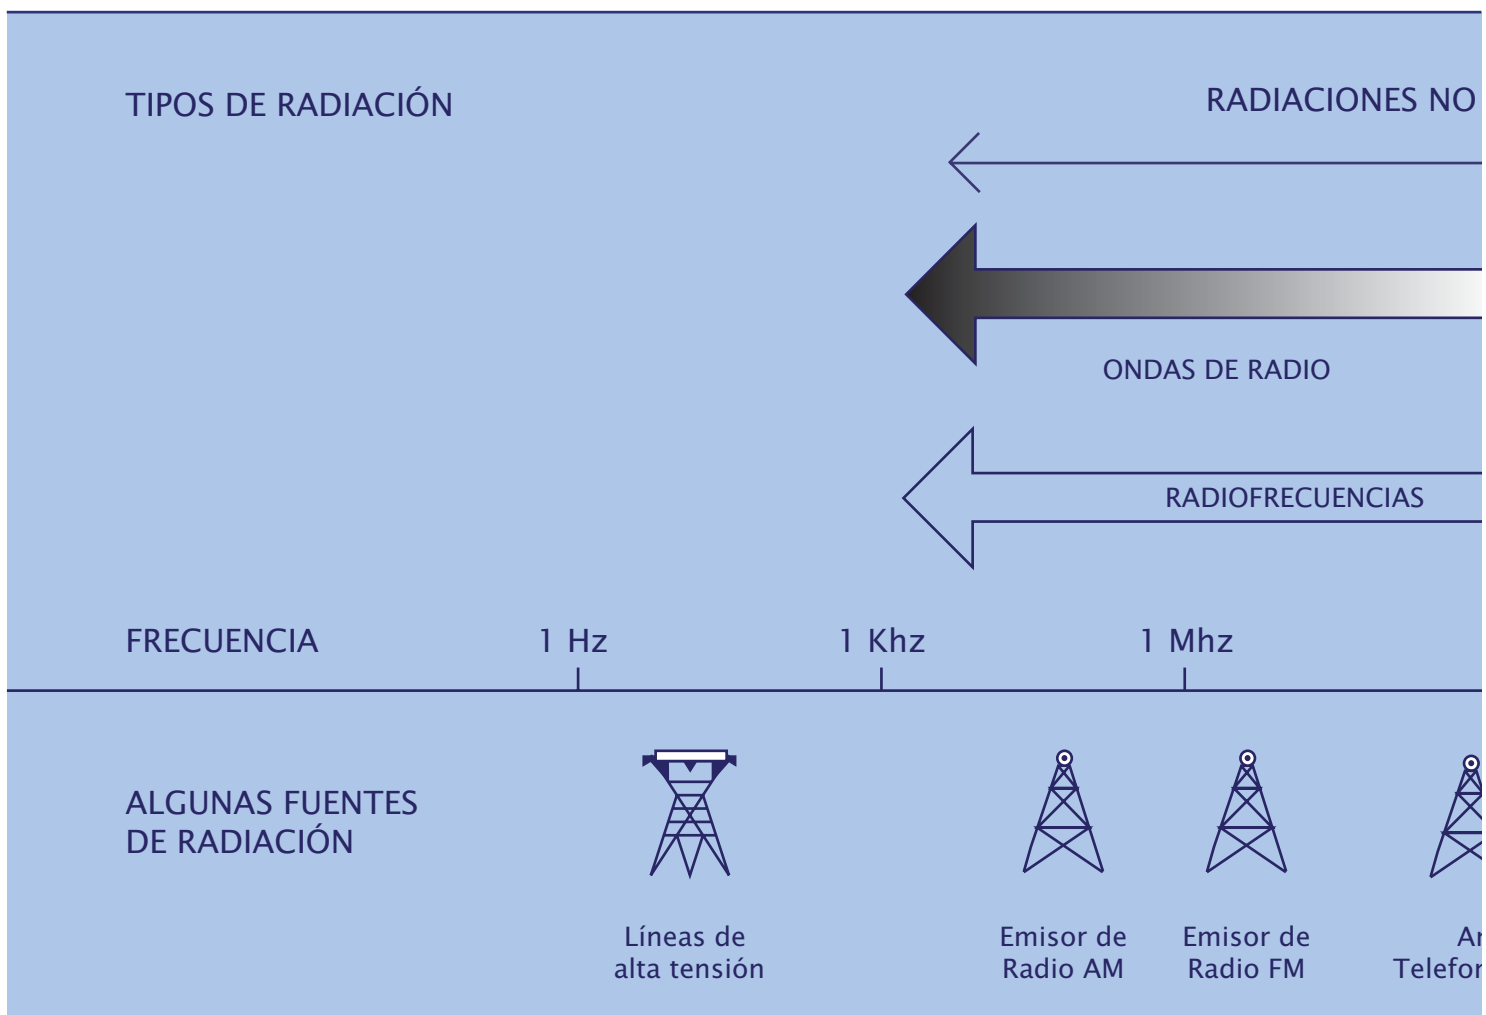 TIPOS DE RADIACIÓN
RADIACIONES NO
ONDAS DE RADIO
RADIOFRECUENCIAS
FRECUENCIA 1 Hz 1 Khz 1 Mhz
ALGUNAS FUENTES
DE RADIACIÓN
Líneas de
alta tensión
Emisor de
Radio AM
Emisor de
Radio FM